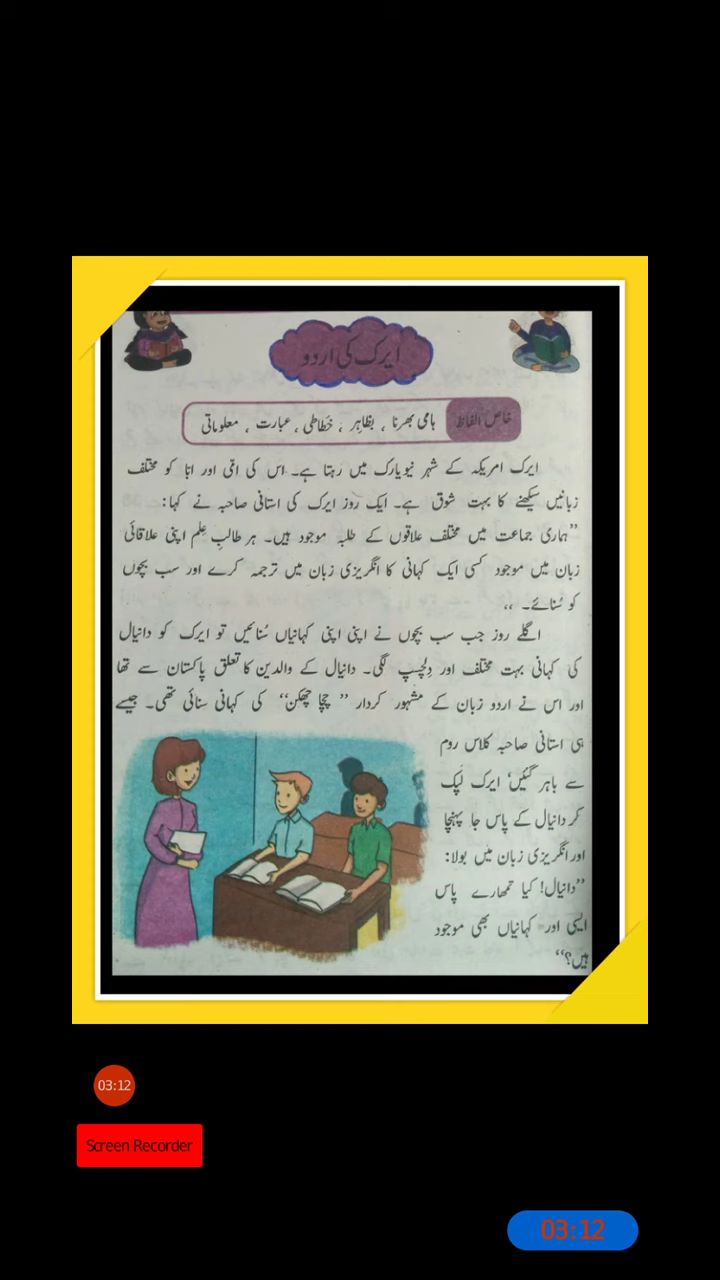 ایرک کی اردو
خاص الفاظ
ہامی بھرنا ، بظاہر ، خطاطی ، عبارت ، معلوماتی
ایرک امریکہ کے شہر نیویارک میں رہتا ہے۔ اس کی امّی اور ابّا کو مختلف
زبانیں سیکھنے کا بہت شوق ہے۔ ایک روز ایرک کی استانی صاحبہ نے کہا:
”ہماری جماعت میں مختلف علاقوں کے طلبہ موجود ہیں۔ ہر طالبِ عِلم اپنی علاقائی
زبان میں موجود کسی ایک کہانی کا انگریزی زبان میں ترجمہ کرے اور سب بچوں
کو سُنائے۔“
اگلے روز جب سب بچوں نے اپنی اپنی کہانیاں سُنائیں تو ایرک کو دانیال
کی کہانی بہت مختلف اور دِلچسپ لگی۔ دانیال کے والدین کا تعلق پاکستان سے تھا
اور اس نے اردو زبان کے مشہور کردار ”چچا چھکن“ کی کہانی سنائی تھی۔ جیسے
ہی استانی صاحبہ کلاس روم
سے باہر گئیں، ایرک لَپک
کر دانیال کے پاس جا پہنچا
اور انگریزی زبان میں بولا:
”دانیال! کیا تمھارے پاس
ایسی اور کہانیاں بھی موجود
ہیں؟“
03:12
Screen Recorder
03:12